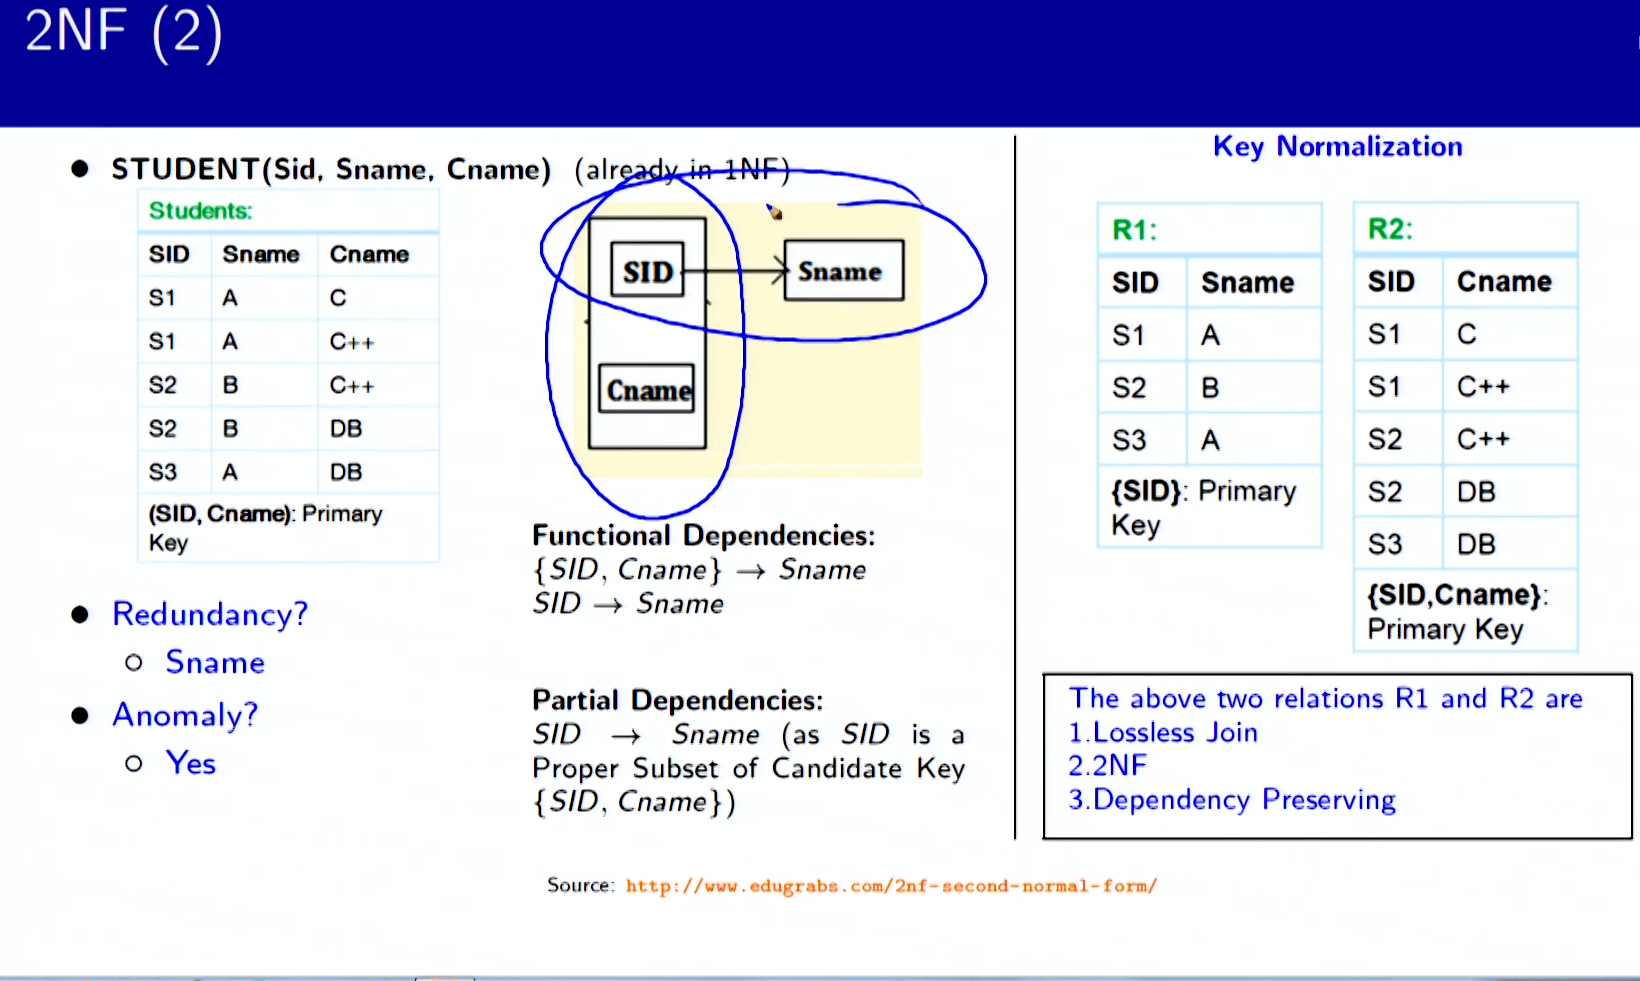 2NF (2)
● STUDENT(Sid, Sname, Cname) (already in 1NF)
Students:
SID Sname Cname
S1 A C
S1 A C++
S2 B C++
S2 B DB
S3 A DB
(SID, Cname): Primary
Key
● Redundancy?
○ Sname
● Anomaly?
○ Yes
SID
Sname
Cname
Functional Dependencies:
{SID, Cname} → Sname
SID → Sname
Partial Dependencies:
SID → Sname (as SID is a
Proper Subset of Candidate Key
{SID, Cname})
Key Normalization
R1:
SID Sname
S1 A
S2 B
S3 A
{SID}: Primary
Key
R2:
SID Cname
S1 C
S1 C++
S2 C++
S2 DB
S3 DB
{SID,Cname}:
Primary Key
The above two relations R1 and R2 are
1.Lossless Join
2.2NF
3.Dependency Preserving
Source: http://www.edugrabs.com/2nf-second-normal-form/